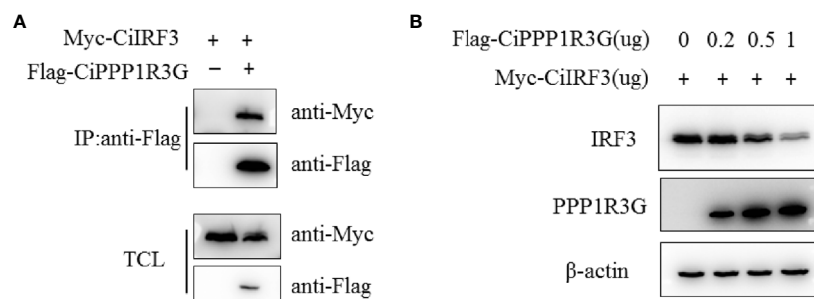 A
Myc-CiIRF3 + +
Flag-CiPPP1R3G − +
IP:anti-Flag
anti-Myc
anti-Flag
TCL
anti-Myc
anti-Flag
B
Flag-CiPPP1R3G(ug) 0 0.2 0.5 1
Myc-CiIRF3(ug) + + + +
IRF3
PPP1R3G
β-actin